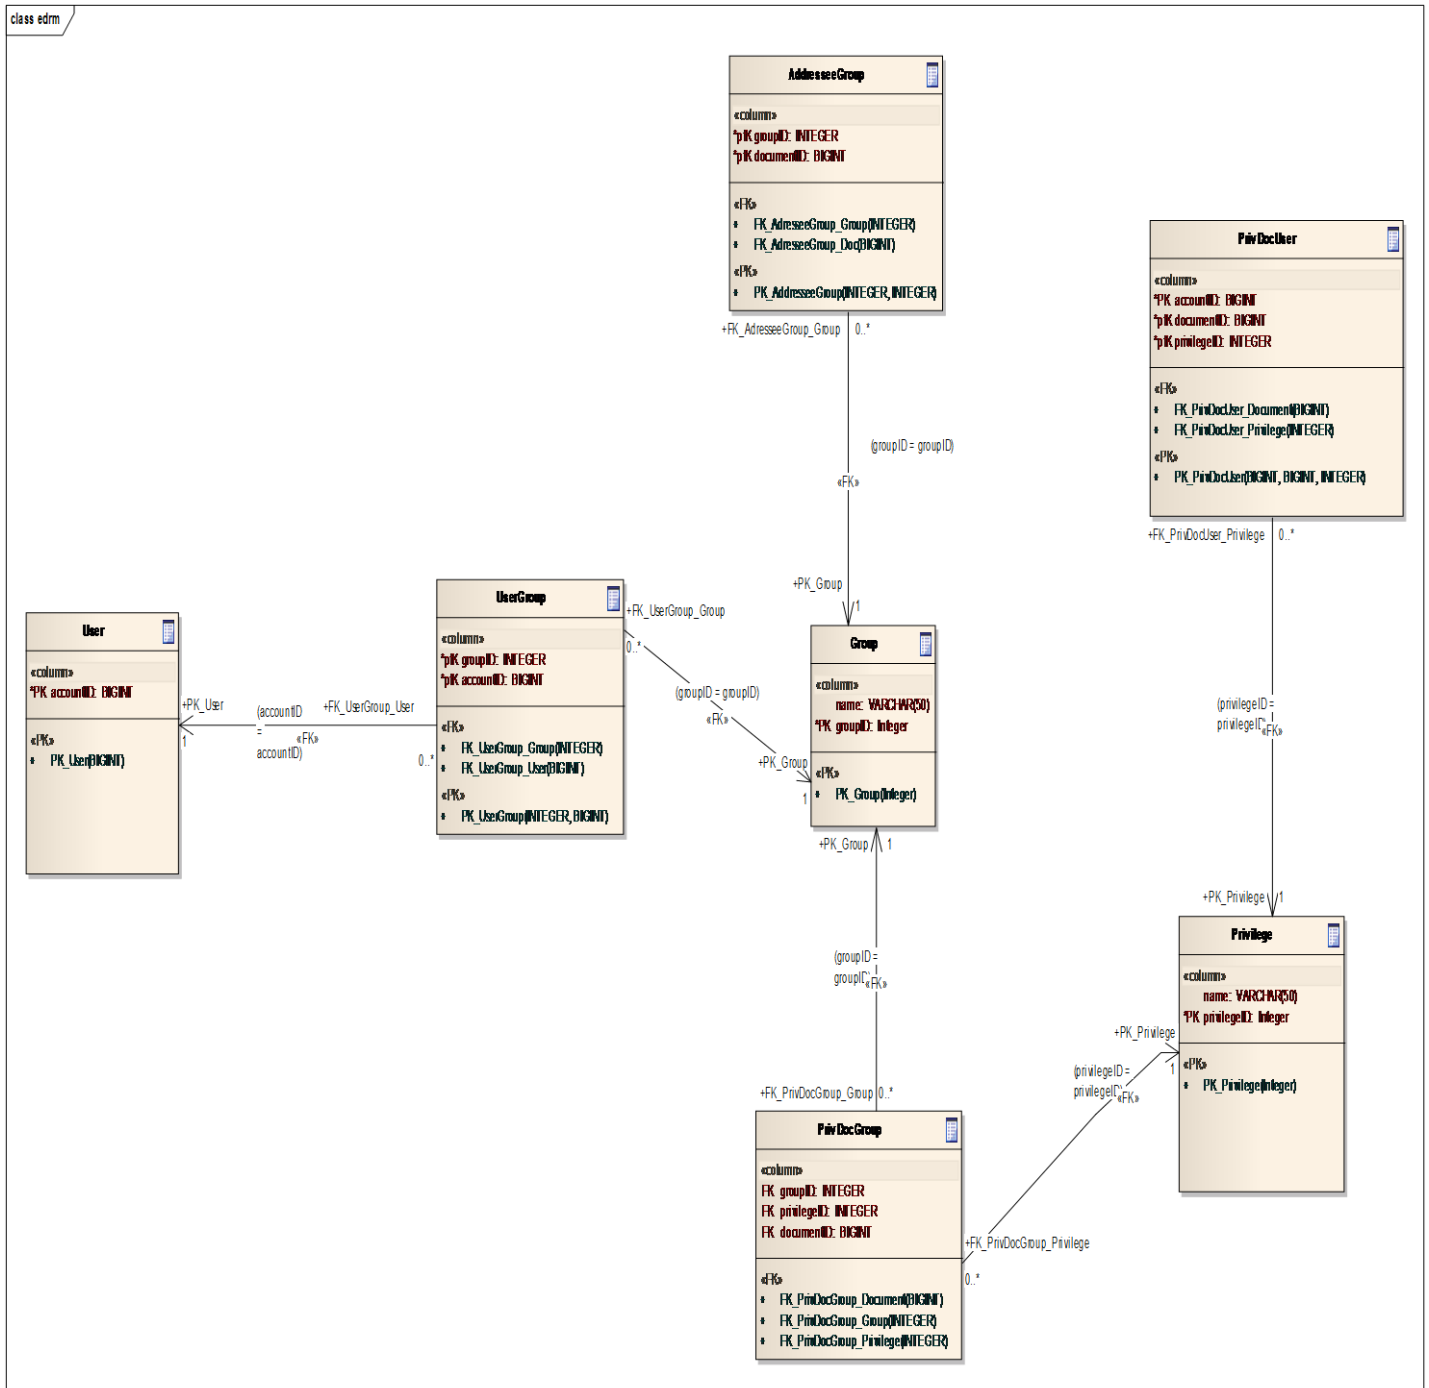 class edrm
AddresseeGroup
«column»
*pfK groupID: INTEGER
*pfK documentID: BIGINT
«FK»
+ FK_AdresseeGroup_Group(INTEGER)
+ FK_AdresseeGroup_Doc(BIGINT)
«PK»
+ PK_AddresseeGroup(INTEGER, INTEGER)
+FK_AdresseeGroup_Group 0..*
(groupID = groupID)
«FK»
+PK_Group
1
PrivDocUser
«column»
*PK accountID: BIGINT
*pfK documentID: BIGINT
*pfK privilegeID: INTEGER
«FK»
+ FK_PrivDocUser_Document(BIGINT)
+ FK_PrivDocUser_Privilege(INTEGER)
«PK»
+ PK_PrivDocUser(BIGINT, BIGINT, INTEGER)
+FK_PrivDocUser_Privilege 0..*
(privilegeID =
privilegeID)
«FK»
+PK_Privilege 1
User
«column»
*PK accountID: BIGINT
«PK»
+ PK_User(BIGINT)
+PK_User
1
(accountID
=
accountID)
«FK»
+FK_UserGroup_User
0..*
UserGroup
«column»
*pfK groupID: INTEGER
*pfK accountID: BIGINT
«FK»
+ FK_UserGroup_Group(INTEGER)
+ FK_UserGroup_User(BIGINT)
«PK»
+ PK_UserGroup(INTEGER, BIGINT)
+FK_UserGroup_Group
0..*
(groupID = groupID)
«FK»
+PK_Group
1
Group
«column»
name: VARCHAR(50)
*PK groupID: Integer
«PK»
+ PK_Group(Integer)
+PK_Group 1
(groupID =
groupID)
«FK»
+FK_PrivDocGroup_Group 0..*
PrivDocGroup
«column»
FK groupID: INTEGER
FK privilegeID: INTEGER
FK documentID: BIGINT
«FK»
+ FK_PrivDocGroup_Document(BIGINT)
+ FK_PrivDocGroup_Group(INTEGER)
+ FK_PrivDocGroup_Privilege(INTEGER)
+FK_PrivDocGroup_Privilege
0..*
(privilegeID =
privilegeID)
«FK»
+PK_Privilege
1
Privilege
«column»
name: VARCHAR(50)
*PK privilegeID: Integer
«PK»
+ PK_Privilege(Integer)